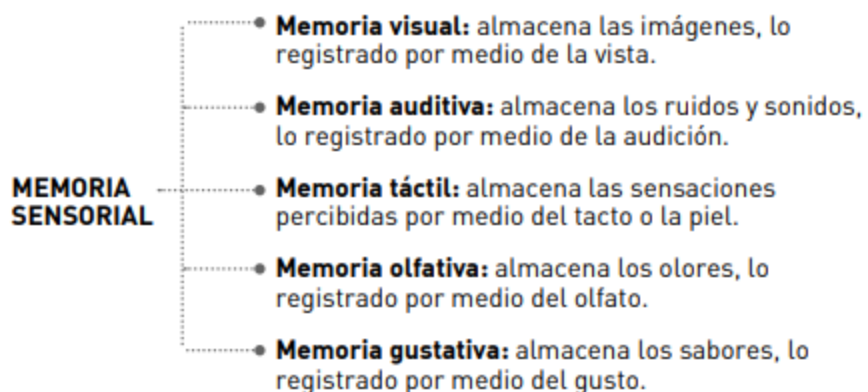 Memoria visual: almacena las imágenes, lo
registrado por medio de la vista.
Memoria auditiva: almacena los ruidos y sonidos,
lo registrado por medio de la audición.
MEMORIA
SENSORIAL
Memoria táctil: almacena las sensaciones
percibidas por medio del tacto o la piel.
Memoria olfativa: almacena los olores, lo
registrado por medio del olfato.
Memoria gustativa: almacena los sabores, lo
registrado por medio del gusto.